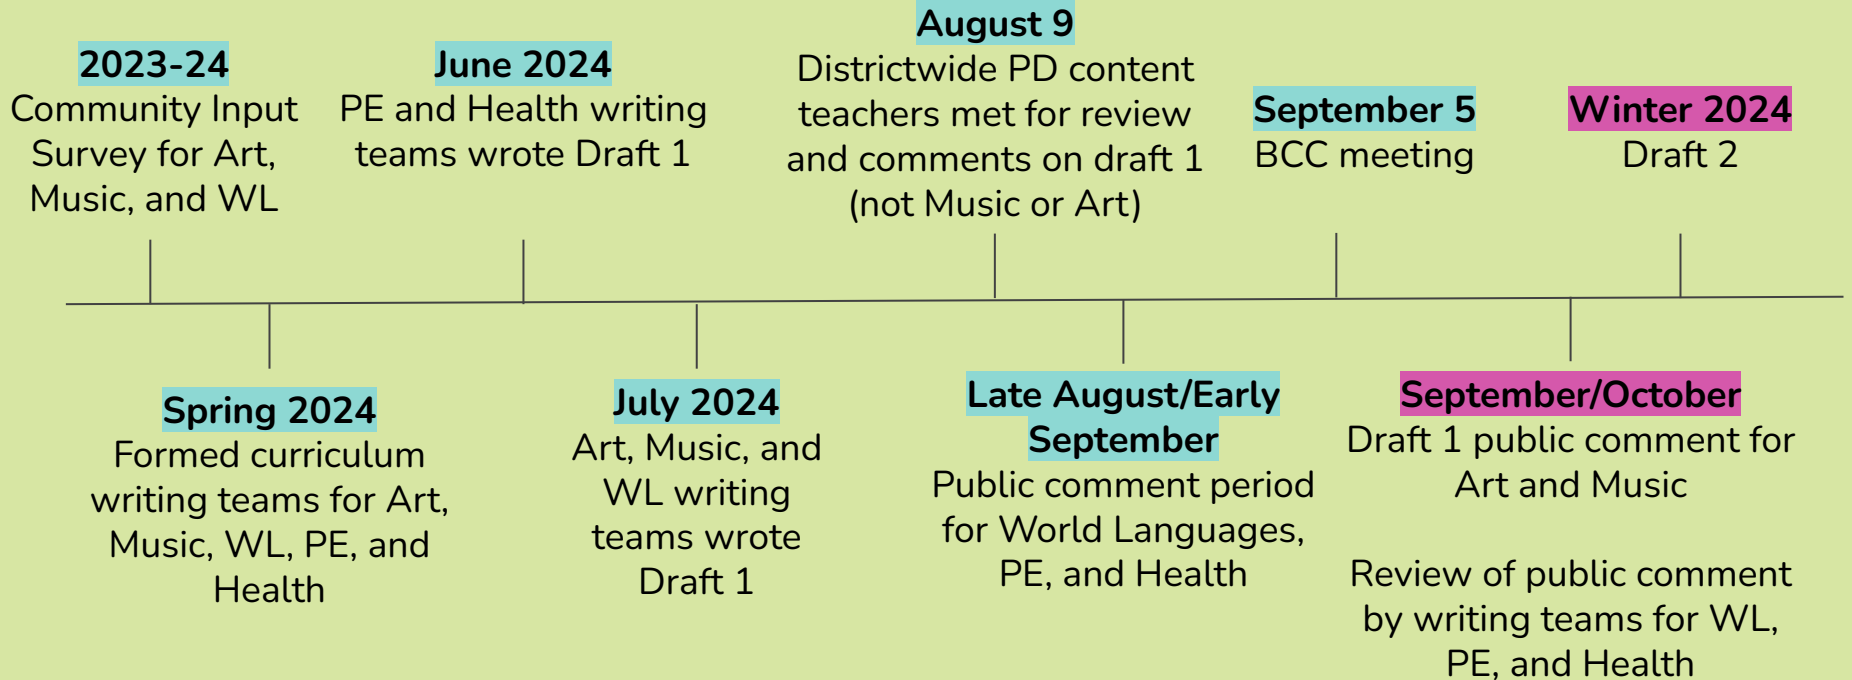 2023-24
Community Input
Survey for Art,
Music, and WL
Spring 2024
Formed curriculum
writing teams for Art,
Music, WL, PE, and
Health
June 2024
PE and Health writing
teams wrote Draft 1
July 2024
Art, Music, and
WL writing
teams wrote
Draft 1
August 9
Districtwide PD content
teachers met for review
and comments on draft 1
(not Music or Art)
Late August/Early
September
Public comment period
for World Languages,
PE, and Health
September 5
BCC meeting
September/October
Draft 1 public comment for
Art and Music
Review of public comment
by writing teams for WL,
PE, and Health
Winter 2024
Draft 2